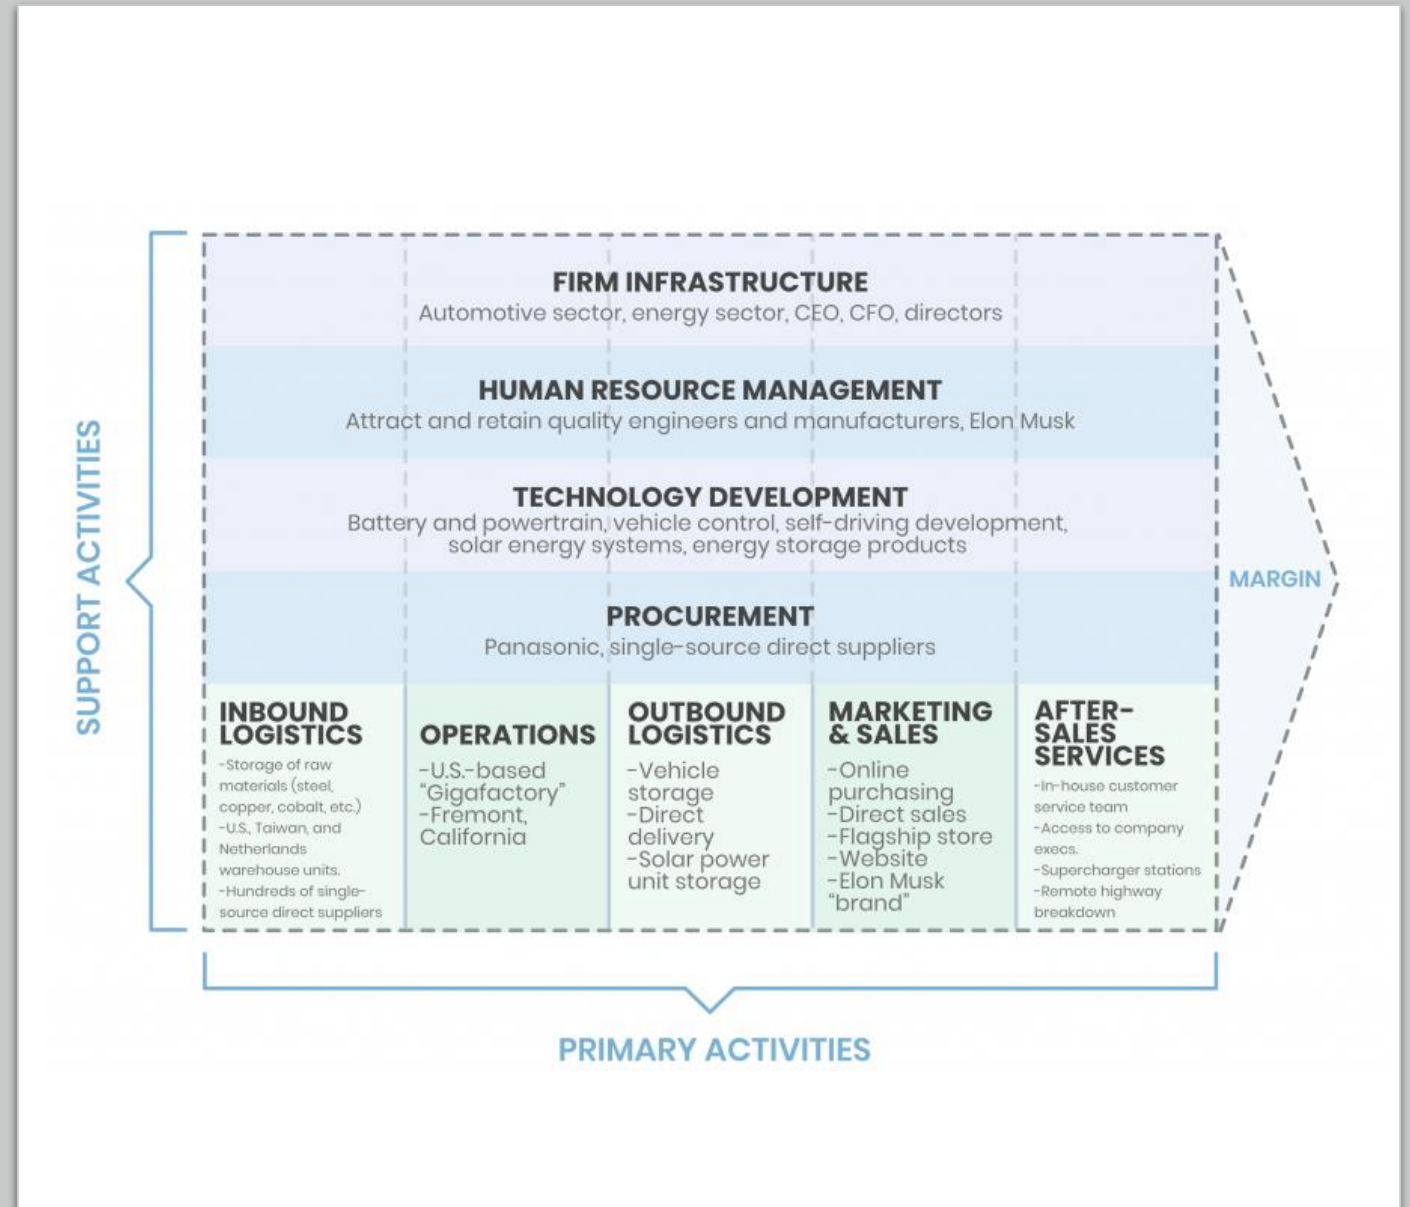 FIRM INFRASTRUCTURE
Automotive sector, energy sector, CEO, CFO, directors
HUMAN RESOURCE MANAGEMENT
Attract and retain quality engineers and manufacturers, Elon Musk
TECHNOLOGY DEVELOPMENT
Battery and powertrain, vehicle control, self-driving development,
solar energy systems, energy storage products
PROCUREMENT
Panasonic, single-source direct suppliers
SUPPORT ACTIVITIES
MARGIN
INBOUND
LOGISTICS
-Storage of raw
materials (steel,
copper, cobalt, etc.)
-U.S., Taiwan, and
Netherlands
warehouse units.
-Hundreds of single-
source direct suppliers
OPERATIONS
-U.S.-based
"Gigafactory"
-Fremont,
California
OUTBOUND
LOGISTICS
-Vehicle
storage
-Direct
delivery
-Solar power
unit storage
MARKETING
& SALES
-Online
purchasing
-Direct sales
-Flagship store
-Website
-Elon Musk
"brand"
AFTER-
SALES
SERVICES
-In-house customer
service team
-Access to company
execs.
-Supercharger stations
-Remote highway
breakdown
PRIMARY ACTIVITIES